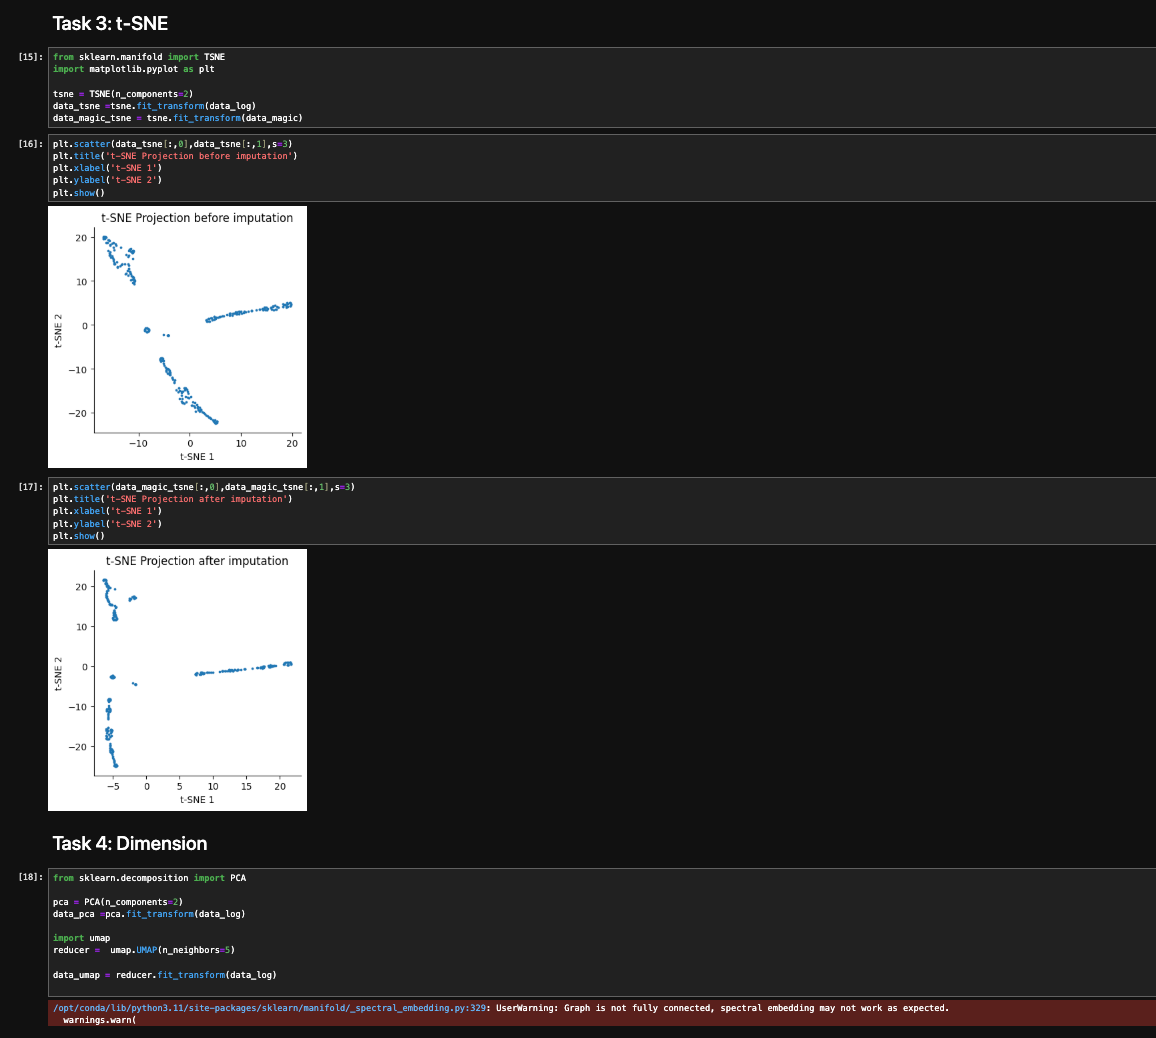 Task 3: t-SNE
[15]:
from sklearn.manifold import TSNE
import matplotlib.pyplot as plt
tsne = TSNE(n_components=2)
data_tsne =tsne.fit_transform(data_log)
data_magic_tsne = tsne.fit_transform(data_magic)
[16]:
plt.scatter(data_tsne[:,0],data_tsne[:,1],s=3)
plt.title('t-SNE Projection before imputation')
plt.xlabel('t-SNE 1')
plt.ylabel('t-SNE 2')
plt.show()
t-SNE Projection before imputation
20
10
0
−10
−20
t-SNE 2
−10 0 10 20
t-SNE 1
[17]:
plt.scatter(data_magic_tsne[:,0],data_magic_tsne[:,1],s=3)
plt.title('t-SNE Projection after imputation')
plt.xlabel('t-SNE 1')
plt.ylabel('t-SNE 2')
plt.show()
t-SNE Projection after imputation
20
10
0
−10
−20
t-SNE 2
−5 0 5 10 15 20
t-SNE 1
Task 4: Dimension
[18]:
from sklearn.decomposition import PCA
pca = PCA(n_components=2)
data_pca =pca.fit_transform(data_log)
import umap
reducer =  umap.UMAP(n_neighbors=5)
data_umap = reducer.fit_transform(data_log)
/opt/conda/lib/python3.11/site-packages/sklearn/manifold/_spectral_embedding.py:329: UserWarning: Graph is not fully connected, spectral embedding may not work as expected.
warnings.warn(